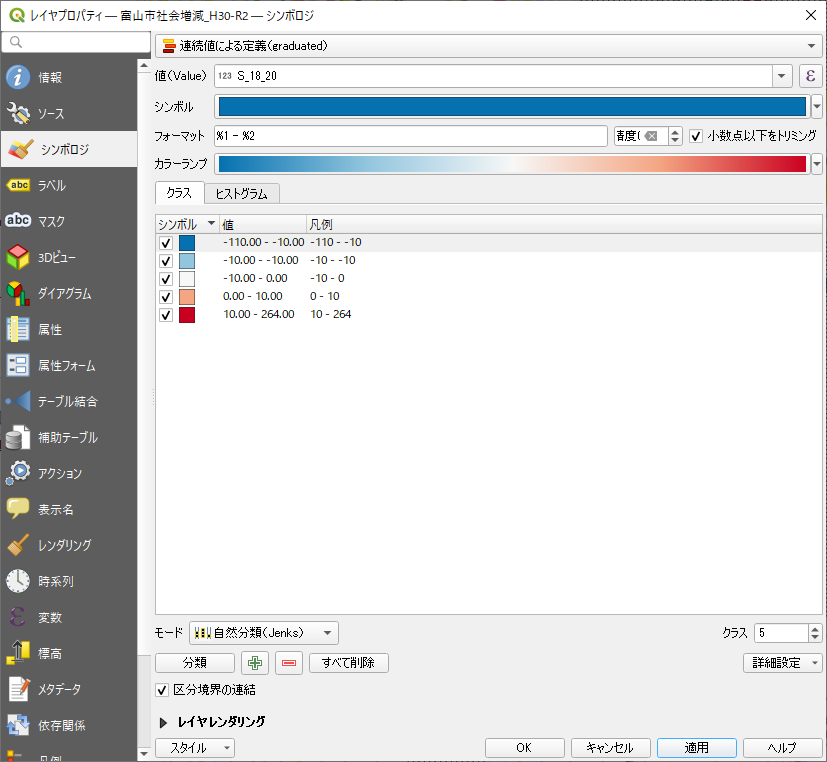 レイヤプロパティ — 富山市社会増減_H30-R2 — シンボロジ
連続値による定義(graduated)
情報
値(Value)
123 S_18_20
ε
ソース
シンボル
シンボロジ
フォーマット
%1 - %2
小数点以下をトリミング
カラーランプ
abc ラベル
クラス
ヒストグラム
abc マスク
シンボル
値
凡例
-110.00 - -10.00
-110 - -10
3Dビュー
-10.00 - -10.00
-10 - -10
-10.00 - 0.00
-10 - 0
ダイアグラム
0.00 - 10.00
0 - 10
10.00 - 264.00
10 - 264
属性
属性フォーム
テーブル結合
補助テーブル
アクション
表示名
レンダリング
時系列
ε 変数
モード
自然分類(Jenks)
クラス
5
標高
分類
すべて削除
詳細設定
メタデータ
区分境界の連結
依存関係
レイヤレンダリング
凡例
スタイル
OK
キャンセル
適用
ヘルプ